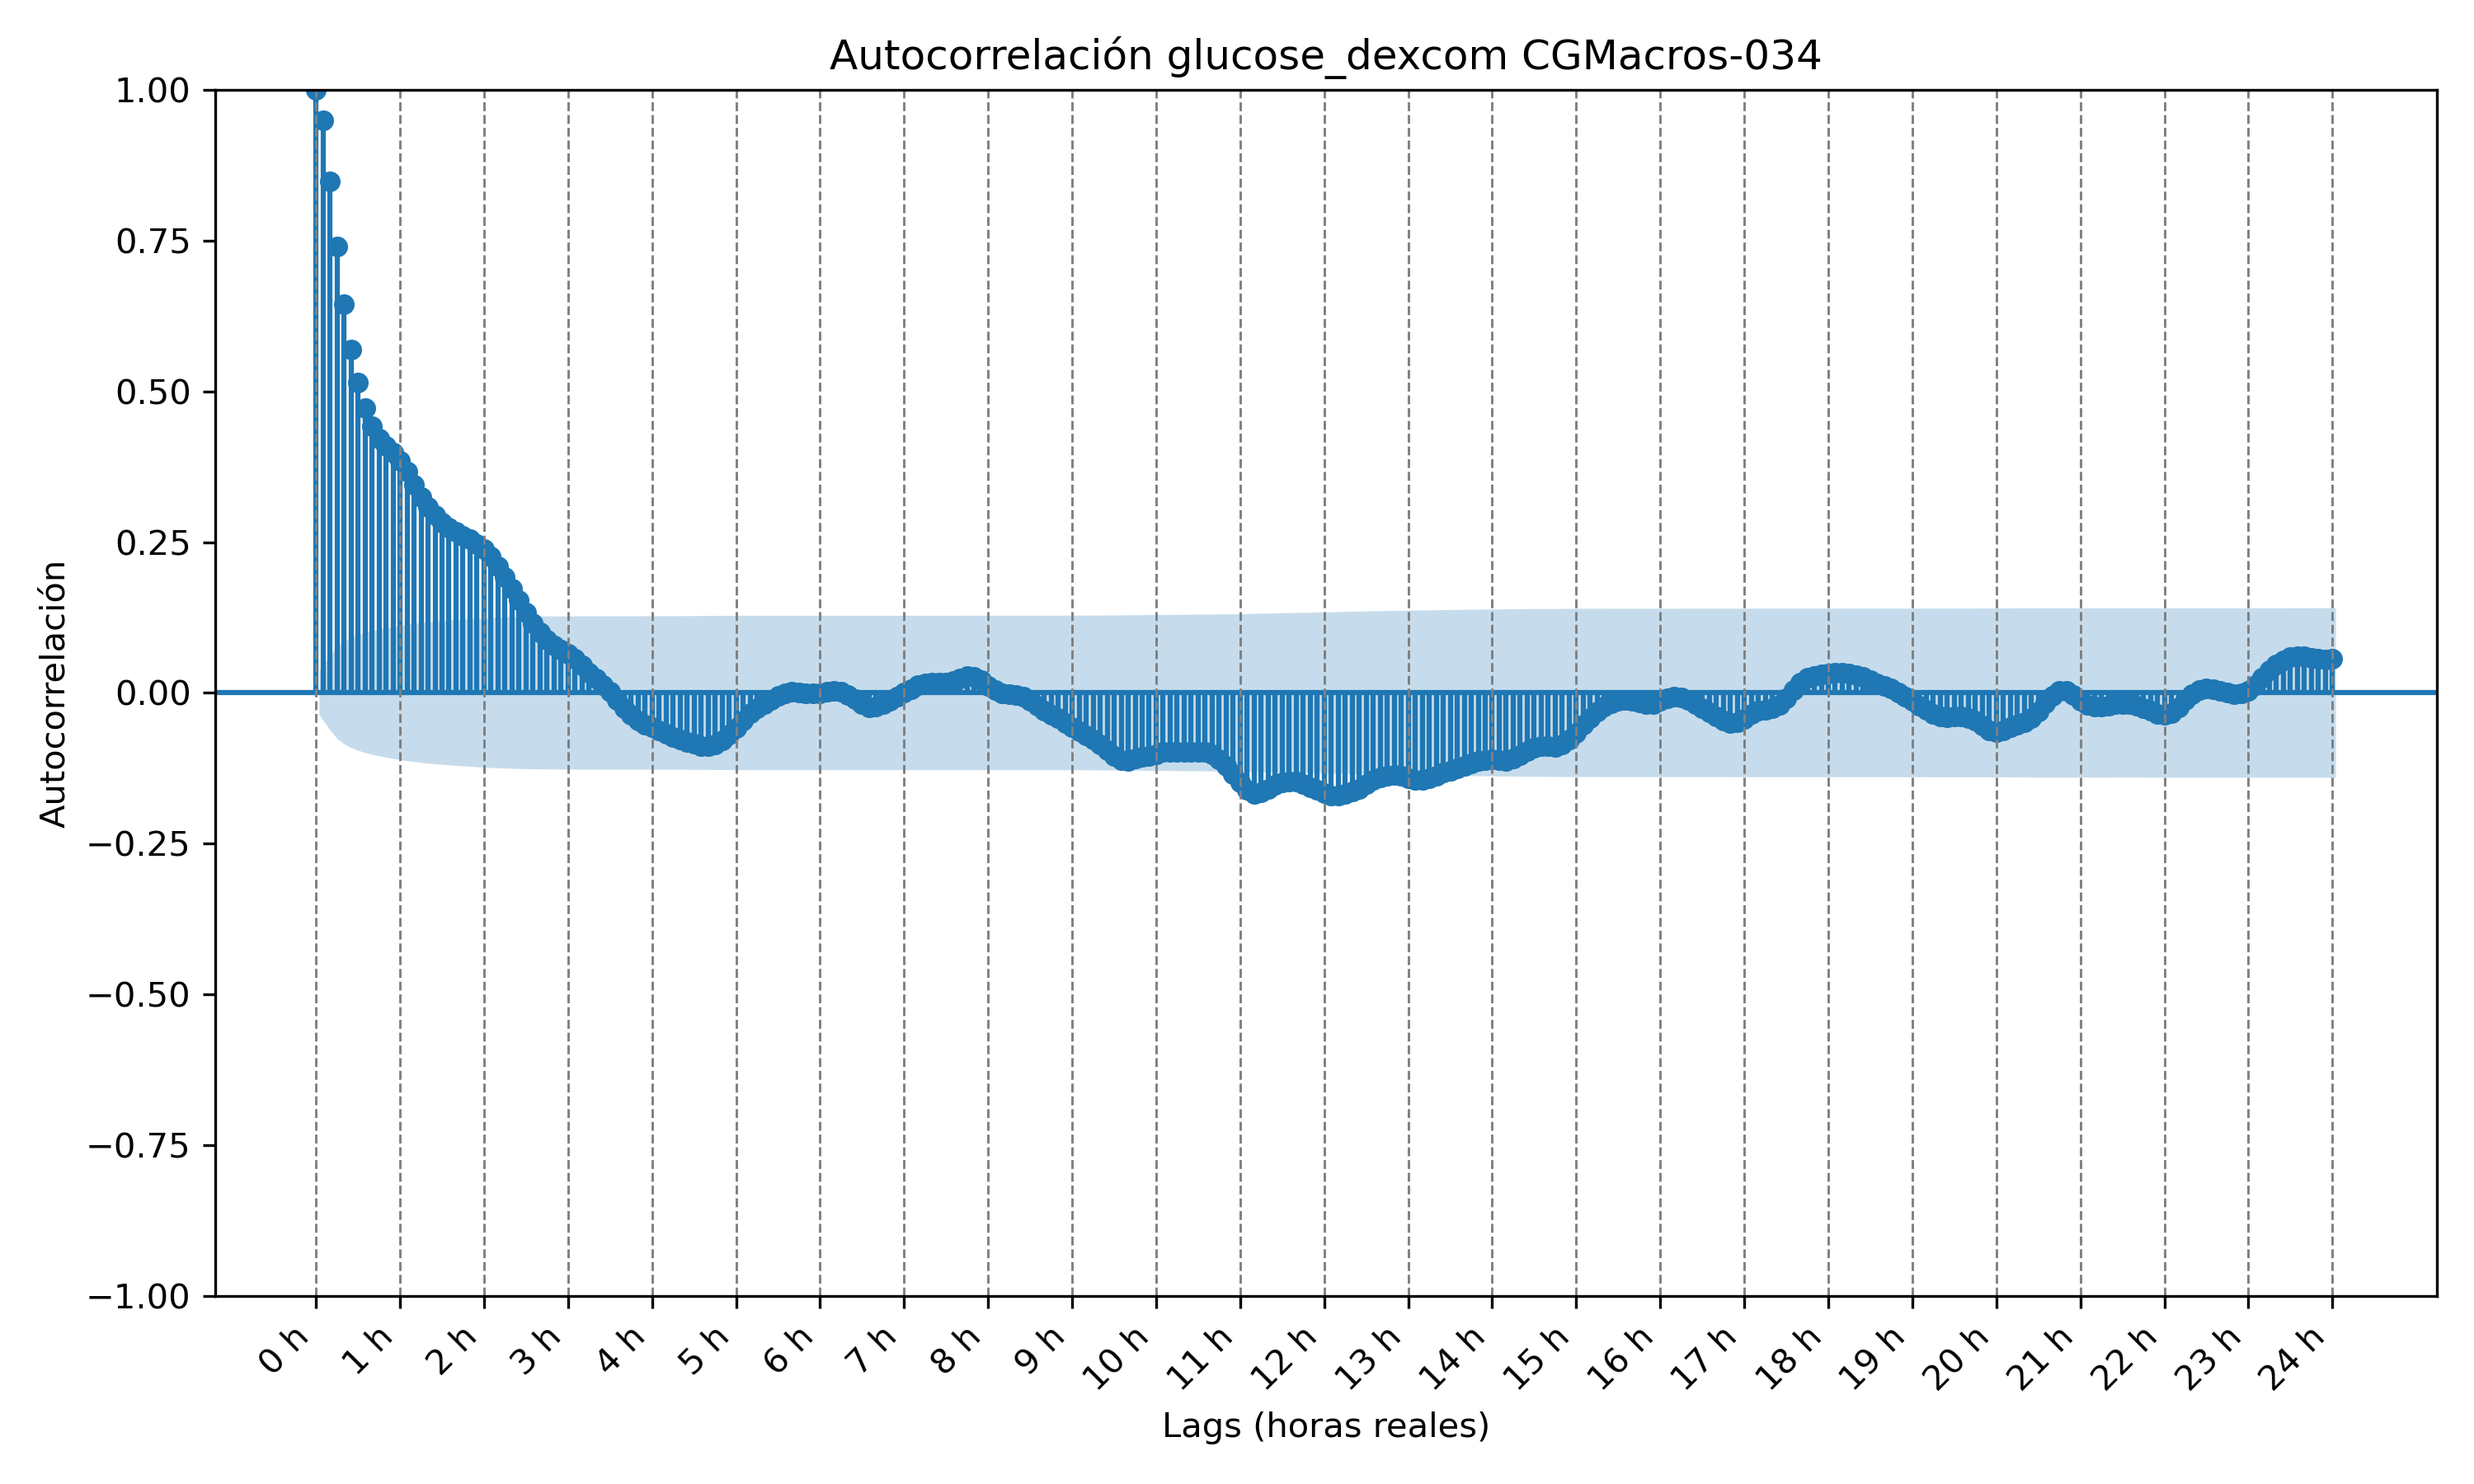 Autocorrelación glucose_dexcom CGMacros-034
1.00
0.75
0.50
0.25
0.00
−0.25
−0.50
−0.75
−1.00
Autocorrelación
0 h
1 h
2 h
3 h
4 h
5 h
6 h
7 h
8 h
9 h
10 h
11 h
12 h
13 h
14 h
15 h
16 h
17 h
18 h
19 h
20 h
21 h
22 h
23 h
24 h
Lags (horas reales)